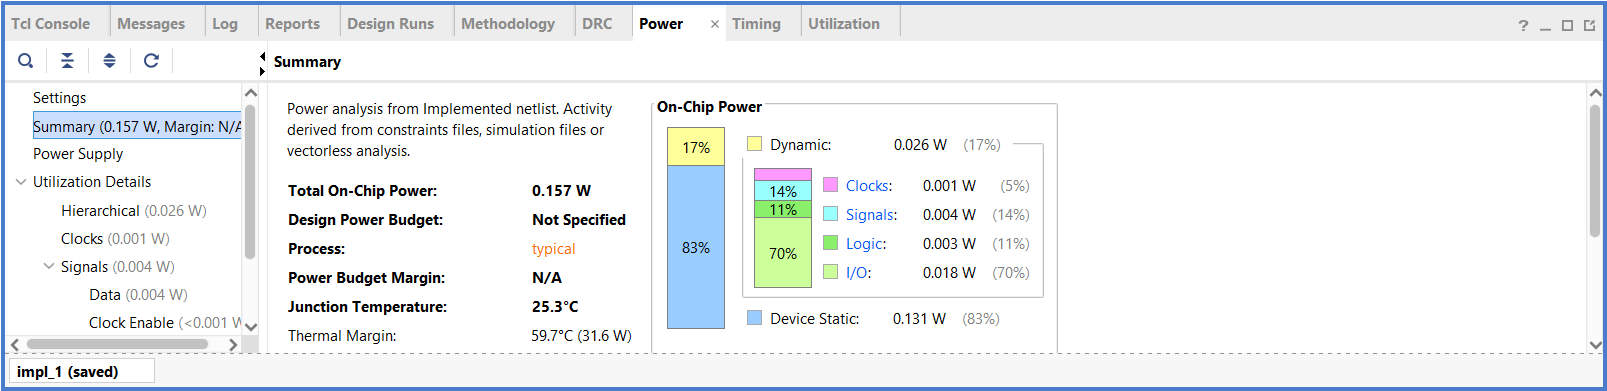 Tcl Console Messages Log Reports Design Runs Methodology DRC Power × Timing Utilization ?
Summary
Settings
Summary (0.157 W, Margin: N/A
Power Supply
Utilization Details
Hierarchical (0.026 W)
Clocks (0.001 W)
Signals (0.004 W)
Data (0.004 W)
Clock Enable (<0.001 W
Power analysis from Implemented netlist. Activity
derived from constraints files, simulation files or
vectorless analysis.
Total On-Chip Power: 0.157 W
Design Power Budget: Not Specified
Process: typical
Power Budget Margin: N/A
Junction Temperature: 25.3°C
Thermal Margin: 59.7°C (31.6 W)
On-Chip Power
17%
83%
Dynamic: 0.026 W (17%)
14%
11%
70%
Clocks: 0.001 W (5%)
Signals: 0.004 W (14%)
Logic: 0.003 W (11%)
I/O: 0.018 W (70%)
Device Static: 0.131 W (83%)
impl_1 (saved)